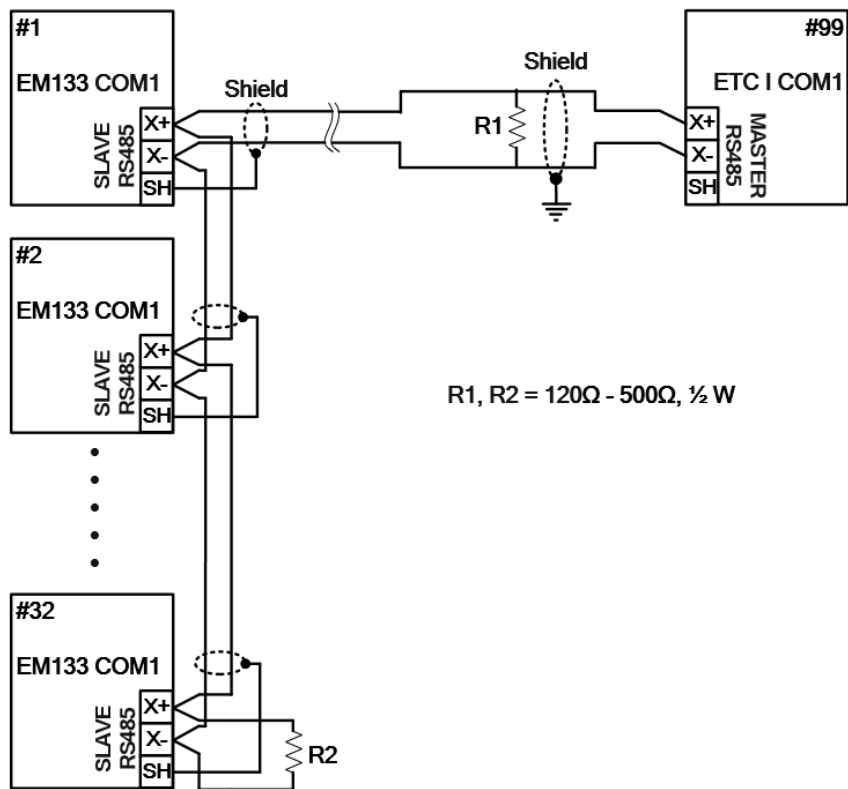 #1
EM133 COM1
SLAVE
RS485
X+
X-
SH
Shield
R1
Shield
#99
ETC I COM1
X+
X-
SH
MASTER
RS485
#2
EM133 COM1
SLAVE
RS485
X+
X-
SH
R1, R2 = 120Ω - 500Ω, ½ W
#32
EM133 COM1
SLAVE
RS485
X+
X-
SH
R2